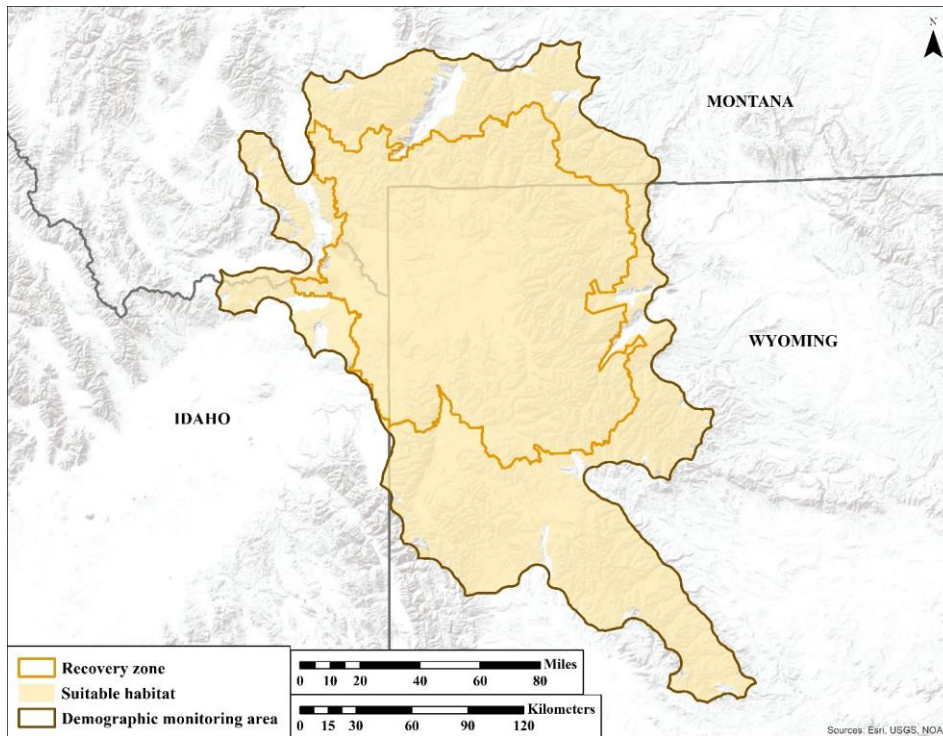 N
MONTANA
WYOMING
IDAHO
Recovery zone
Suitable habitat
Demographic monitoring area
Miles
0 10 20 40 60 80
Kilometers
0 15 30 60 90 120
Sources: Esri, USGS, NOA